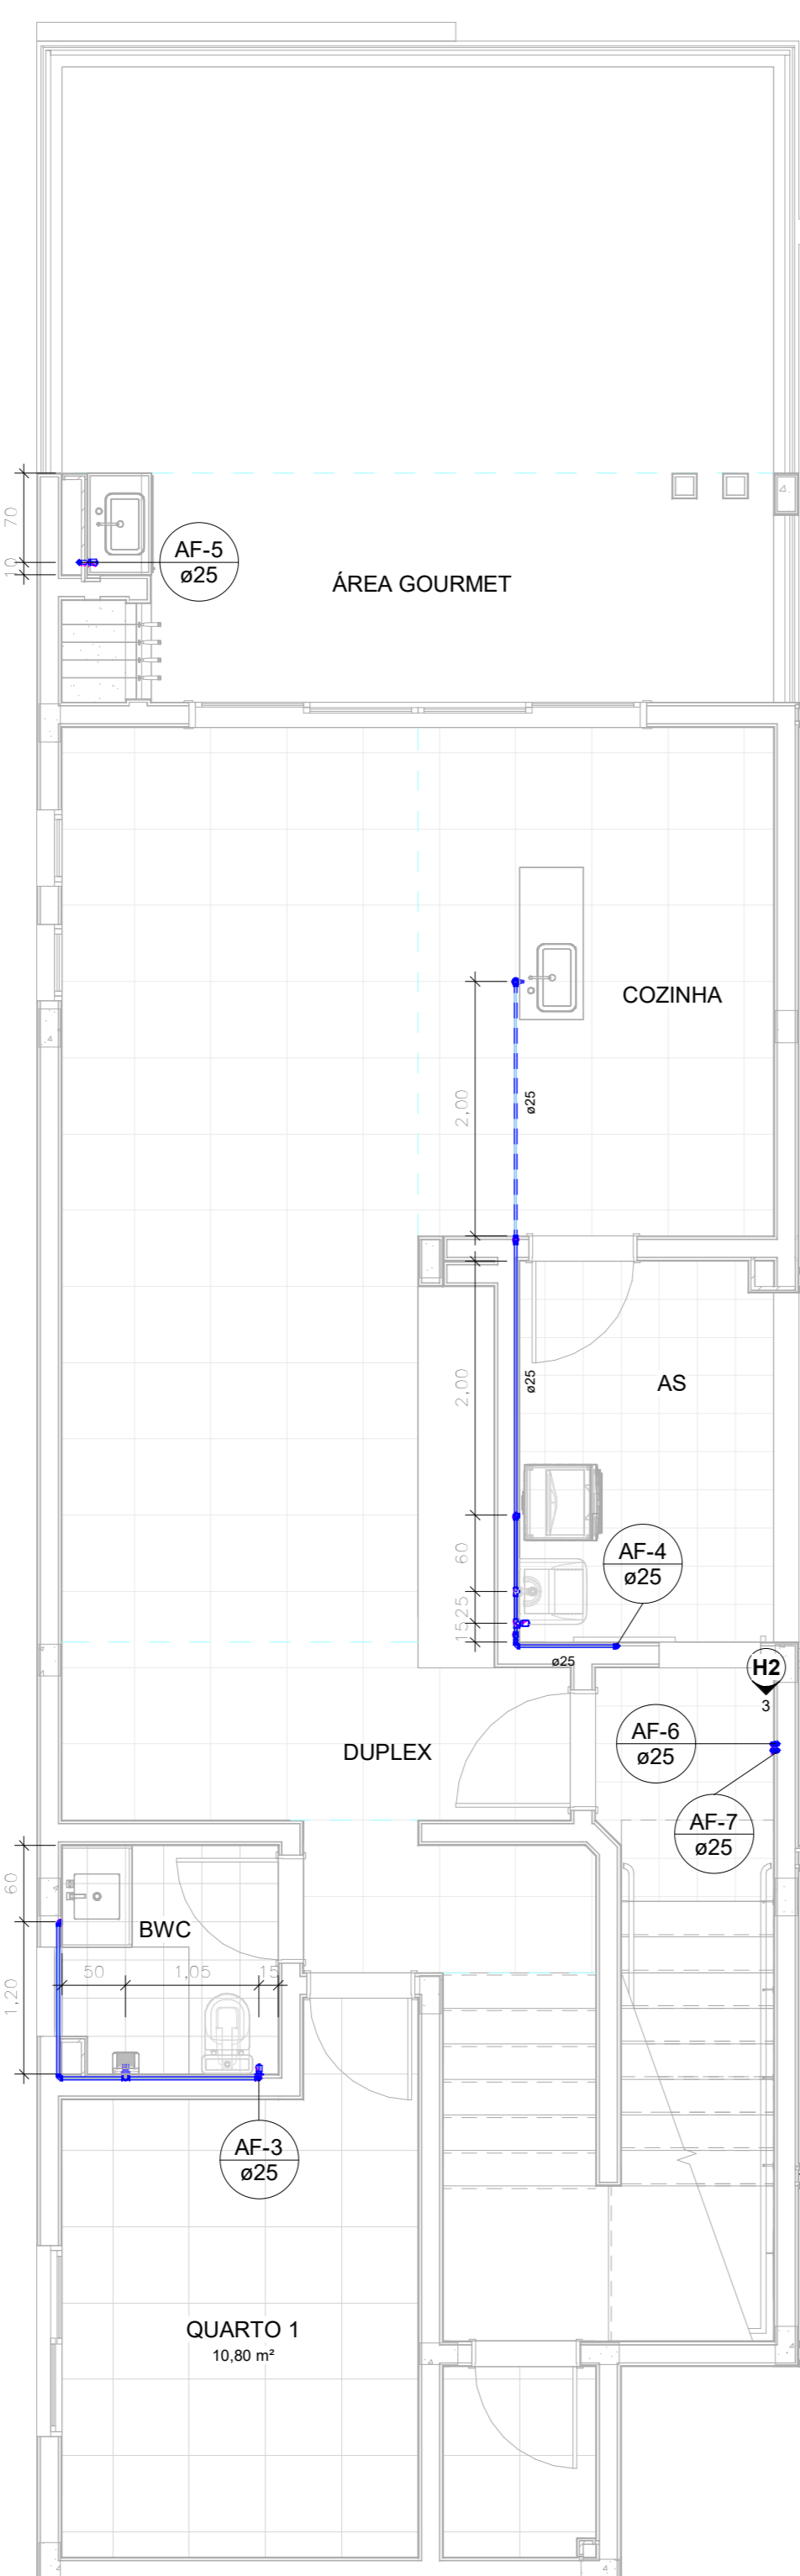 70
10
AF-5
ø25
ÁREA GOURMET
COZINHA
2,00
ø25
2,00
ø25
AS
60
AF-4
ø25
25
15
ø25
H2
3
AF-6
ø25
DUPLEX
AF-7
ø25
60
BWC
50
1,05
15
1,20
AF-3
ø25
QUARTO 1
10,80 m²